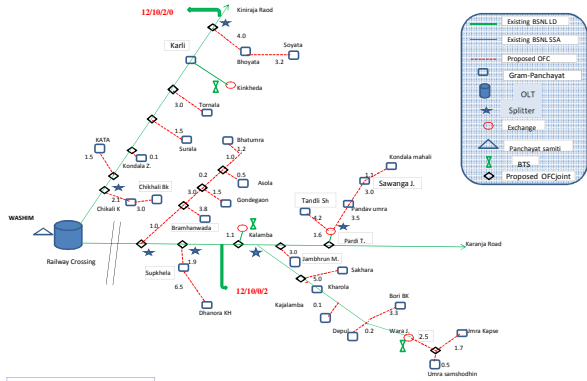 12/10/2/0
Kiniraja Raod
4.0
Soyata
Karli
Bhoyata
3.2
Kinkheda
3.0
Tornala
1.5
Surala
KATA
1.5
0.1
Kondala Z.
Chikhali Bk
2.1
3.0
Chikali K
WASHIM
Railway Crossing
Bhatumra
1.2
1.0
0.2
0.5
Asola
3.0
1.5
Gondegaon
3.8
Bramhanwada
1.0
1.1
Kalamba
1.9
Supkhela
6.5
Dhanora KH
12/10/0/2
Kondala mahali
1.1
3.0
Sawanga J.
Tandli Sh
4.2
Pandav umra
3.5
1.6
Pardi T.
Karanja Road
3.0
Jambhrun M.
Sakhara
5.0
Kharola
Kajalamba
0.1
Bori BK
3.3
Depul
0.2
Wara J.
2.5
Umra Kapse
1.7
0.5
Umra samshodhin
Existing BSNL LD
Existing BSNL SSA
Proposed OFC
Gram-Panchayat
OLT
Splitter
Exchange
Panchayat samiti
BTS
Proposed OFCjoint